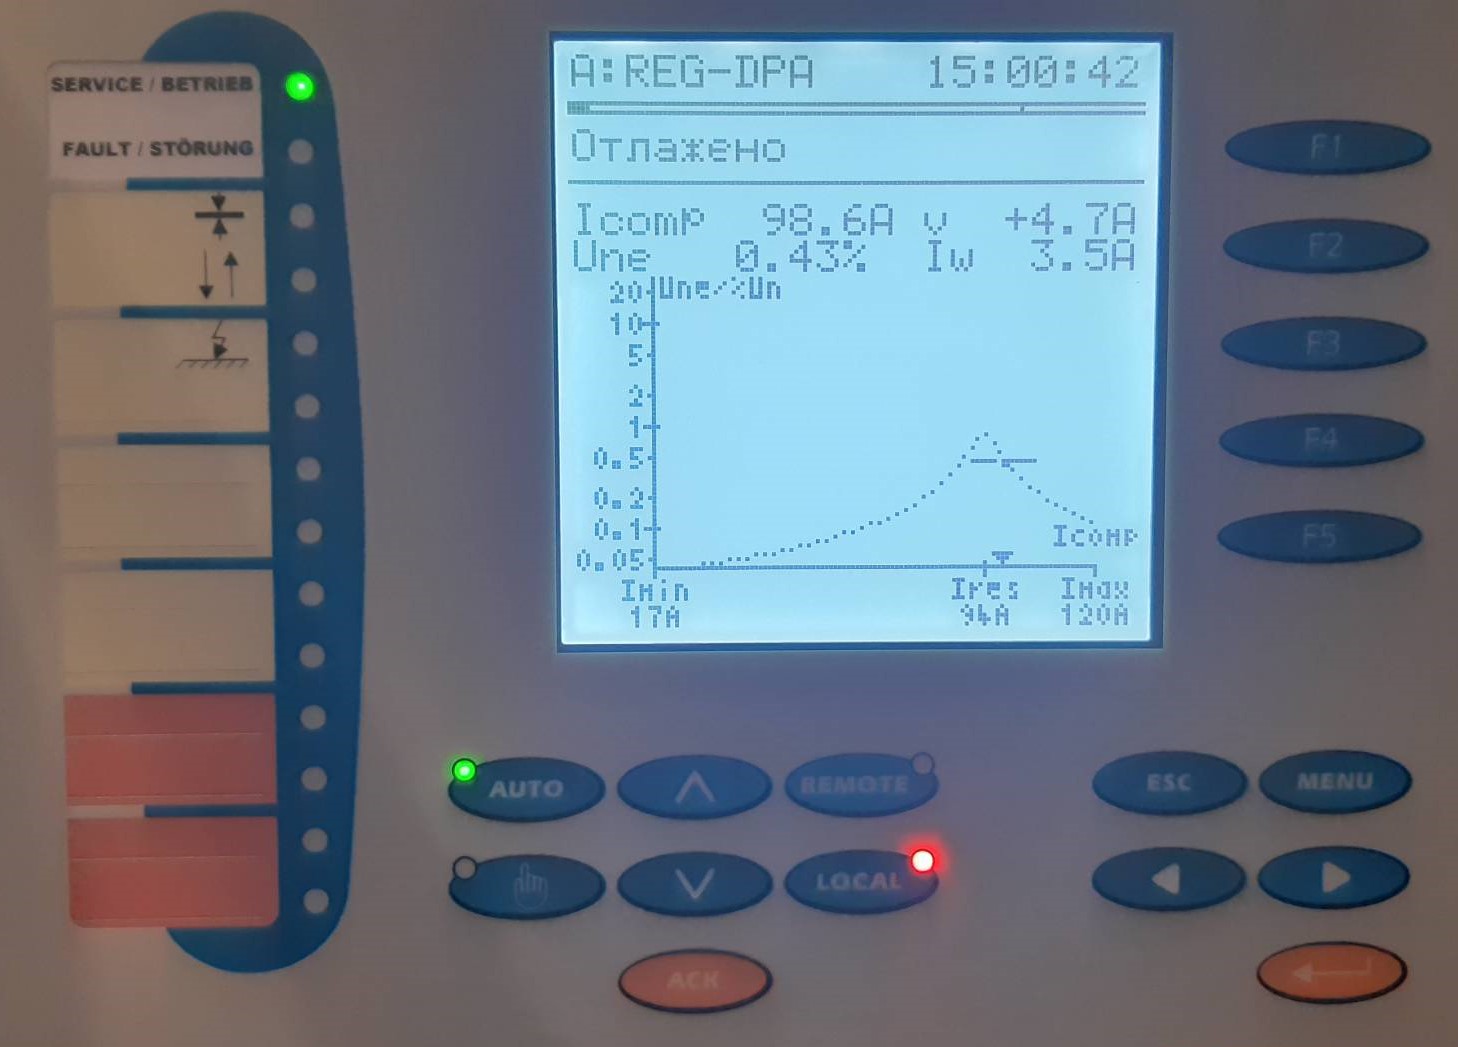 SERVICE / BETRIEB
FAULT / STÖRUNG
A:REG-DPA 15:00:42
Отлажено
Icomp 98.6A v +4.7A
Une 0.43% Iw 3.5A
Une/%Un
20
10
5
2
1
0.5
0.2
0.1
0.05
Icomp
Imin Ires Imax
17A 94A 120A
F1
F2
F3
F4
F5
AUTO REMOTE ESC MENU
LOCAL
ACK